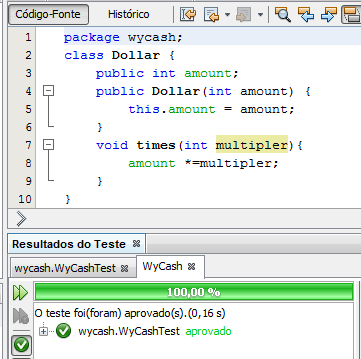 Código-Fonte Histórico
1 package wycash;
2 class Dollar {
3 public int amount;
4 public Dollar(int amount) {
5 this.amount = amount;
6 }
7 void times(int multipler){
8 amount *=multipler;
9 }
10 }
Resultados do Teste
wycash.WyCashTest WyCash
100,00 %
O teste foi(foram) aprovado(s).(0,16 s)
wycash.WyCashTest aprovado